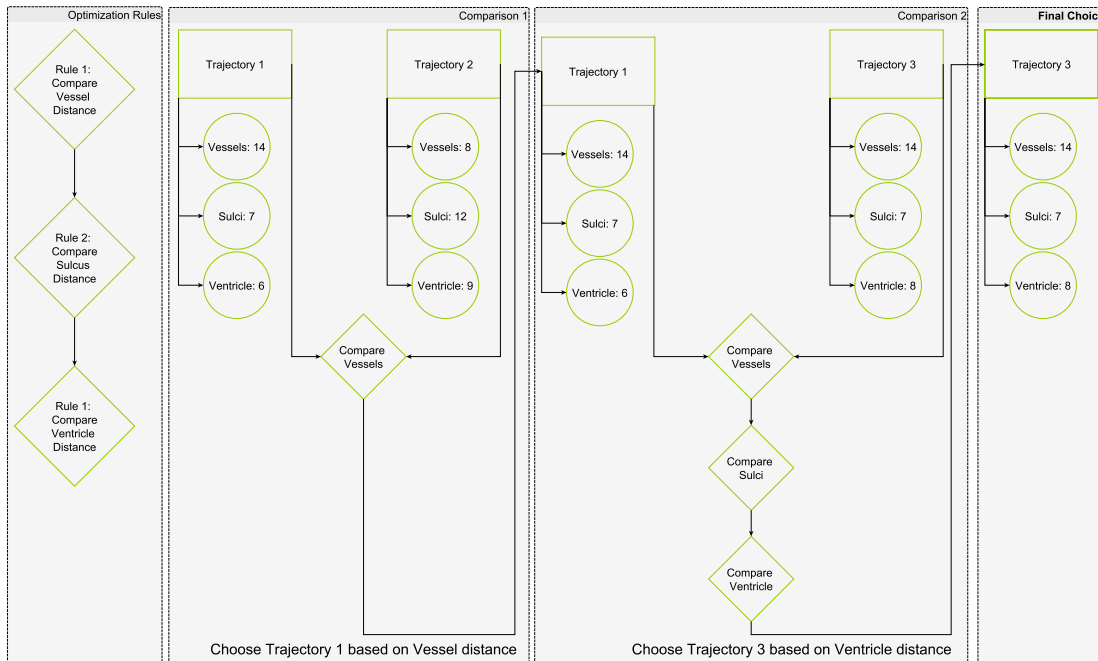 Optimization Rules
Rule 1:
Compare
Vessel
Distance
Rule 2:
Compare
Sulcus
Distance
Rule 1:
Compare
Ventricle
Distance
Comparison 1
Trajectory 1
Vessels: 14
Sulci: 7
Ventricle: 6
Trajectory 2
Vessels: 8
Sulci: 12
Ventricle: 9
Compare
Vessels
Choose Trajectory 1 based on Vessel distance
Comparison 2
Trajectory 1
Vessels: 14
Sulci: 7
Ventricle: 6
Trajectory 3
Vessels: 14
Sulci: 7
Ventricle: 8
Compare
Vessels
Compare
Sulci
Compare
Ventricle
Choose Trajectory 3 based on Ventricle distance
Final Choic
Trajectory 3
Vessels: 14
Sulci: 7
Ventricle: 8